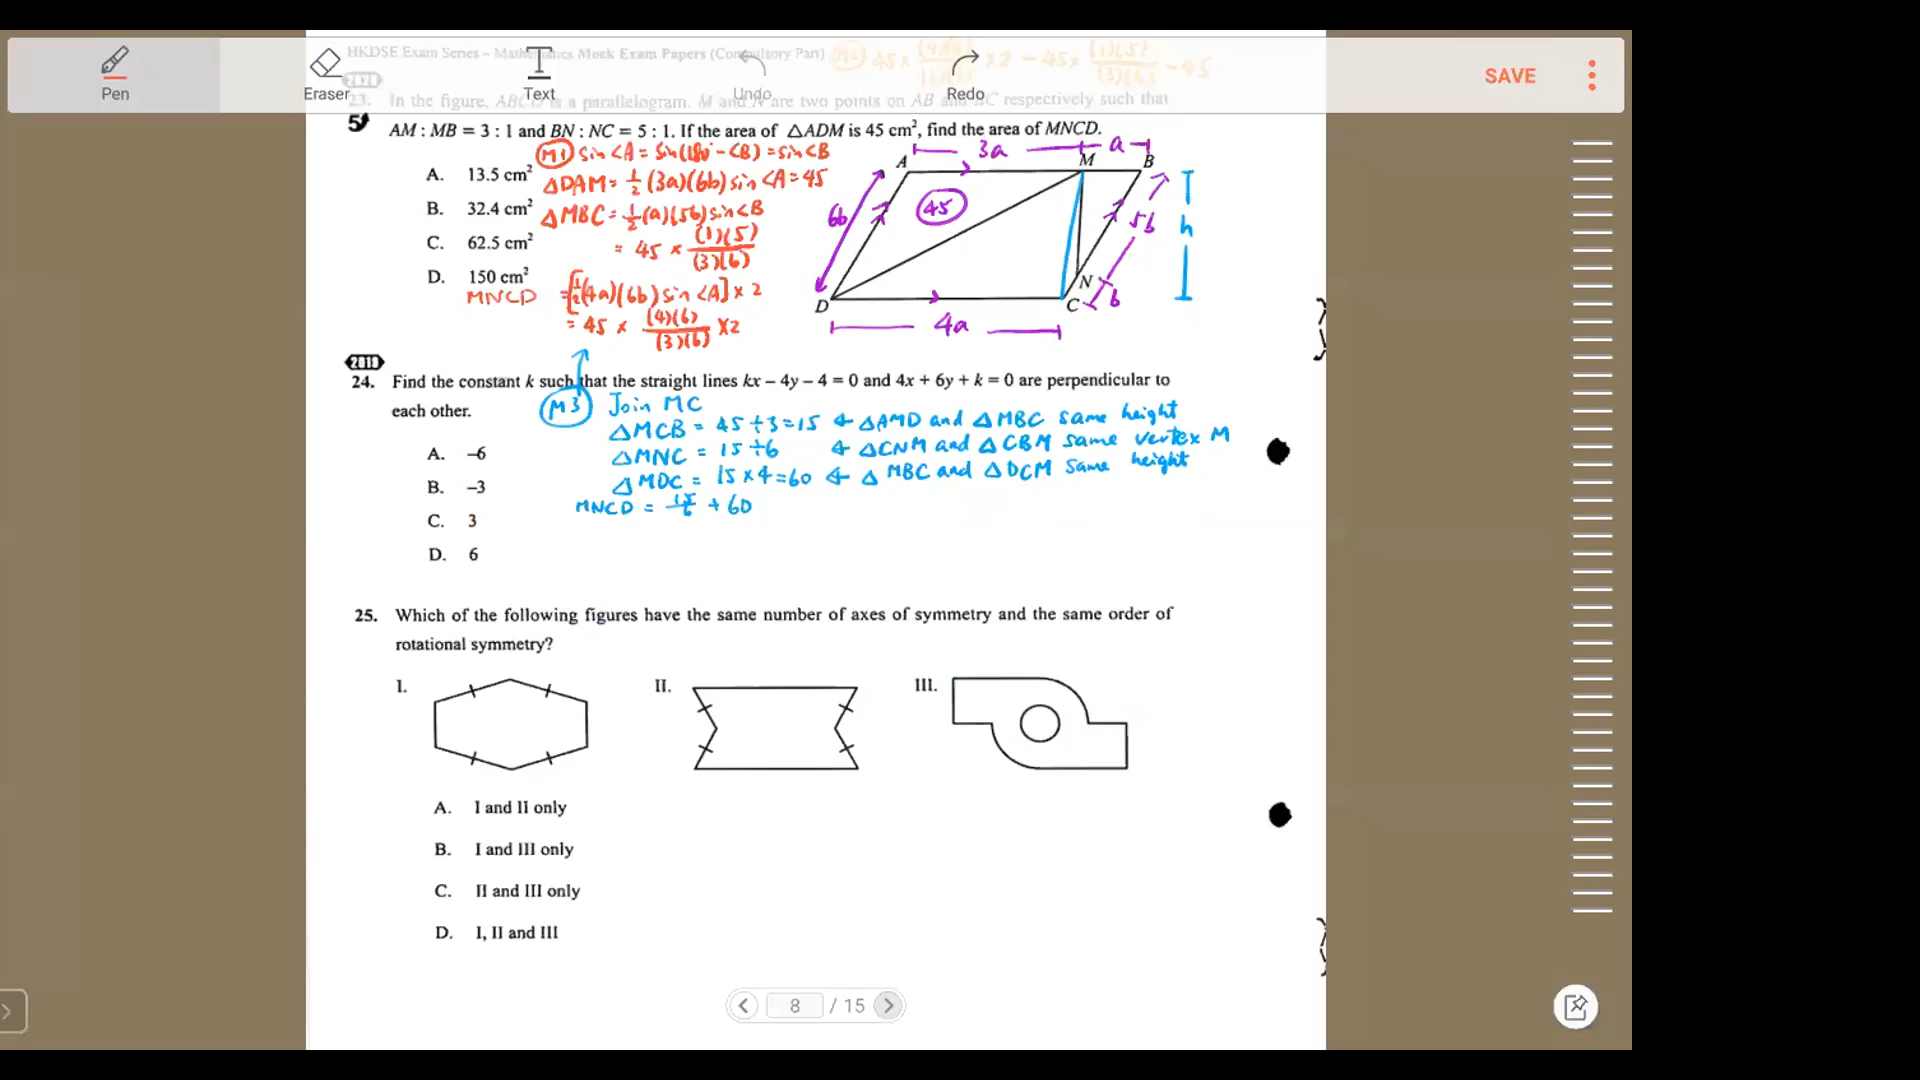 Pen
Eraser
Text
Undo
Redo
SAVE
HKDSE Exam Series – Mathematics Mock Exam Papers (Compulsory Part)
23. In the figure, ABCD is a parallelogram. M and N are two points on AB and BC respectively such that
AM : MB = 3 : 1 and BN : NC = 5 : 1. If the area of △ADM is 45 cm², find the area of MNCD.
A. 13.5 cm²
B. 32.4 cm²
C. 62.5 cm²
D. 150 cm²
M1 sin∠A = sin(180° - ∠B) = sin∠B
△DAM = 1/2 (3a)(6b) sin∠A = 45
△MBC = 1/2 (a)(5b) sin∠B
= 45 × (1)(5)/(3)(6)
MNCD = [1/2 (4a)(6b) sin∠A] × 2
= 45 × (4)(6)/(3)(6) × 2
A 3a M a B
6b 45 5b h
D 4a C N b
2019
24. Find the constant k such that the straight lines kx – 4y – 4 = 0 and 4x + 6y + k = 0 are perpendicular to
each other.
A. –6
B. –3
C. 3
D. 6
M3 Join MC
△MCB = 45 ÷ 3 = 15 ← △AMD and △MBC same height
△MNC = 15 ÷ 6 ← △CNM and △CBM same vertex M
△MDC = 15 × 4 = 60 ← △MBC and △DCM same height
MNCD = 15/6 + 60
25. Which of the following figures have the same number of axes of symmetry and the same order of
rotational symmetry?
I. II. III.
A. I and II only
B. I and III only
C. II and III only
D. I, II and III
8 / 15